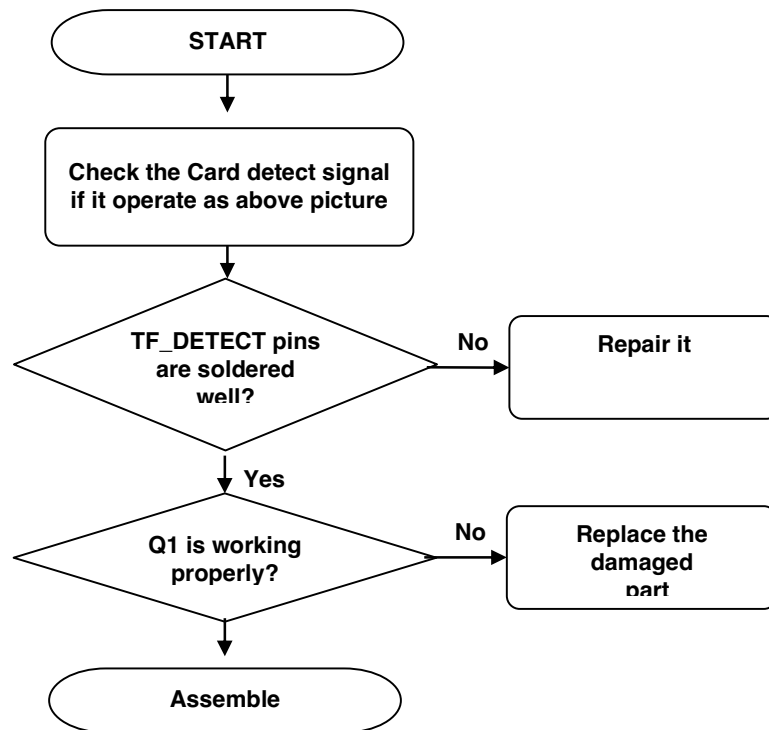 START
Check the Card detect signal
if it operate as above picture
TF_DETECT pins
are soldered
well?
No
Repair it
Yes
Q1 is working
properly?
No
Replace the
damaged
part
Assemble